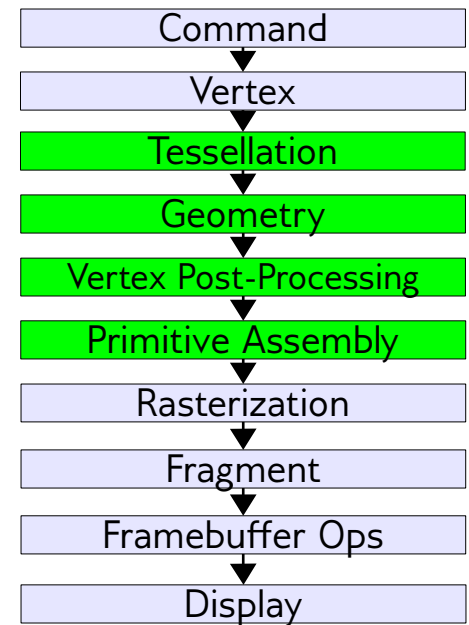 Command
Vertex
Tessellation
Geometry
Vertex Post-Processing
Primitive Assembly
Rasterization
Fragment
Framebuffer Ops
Display